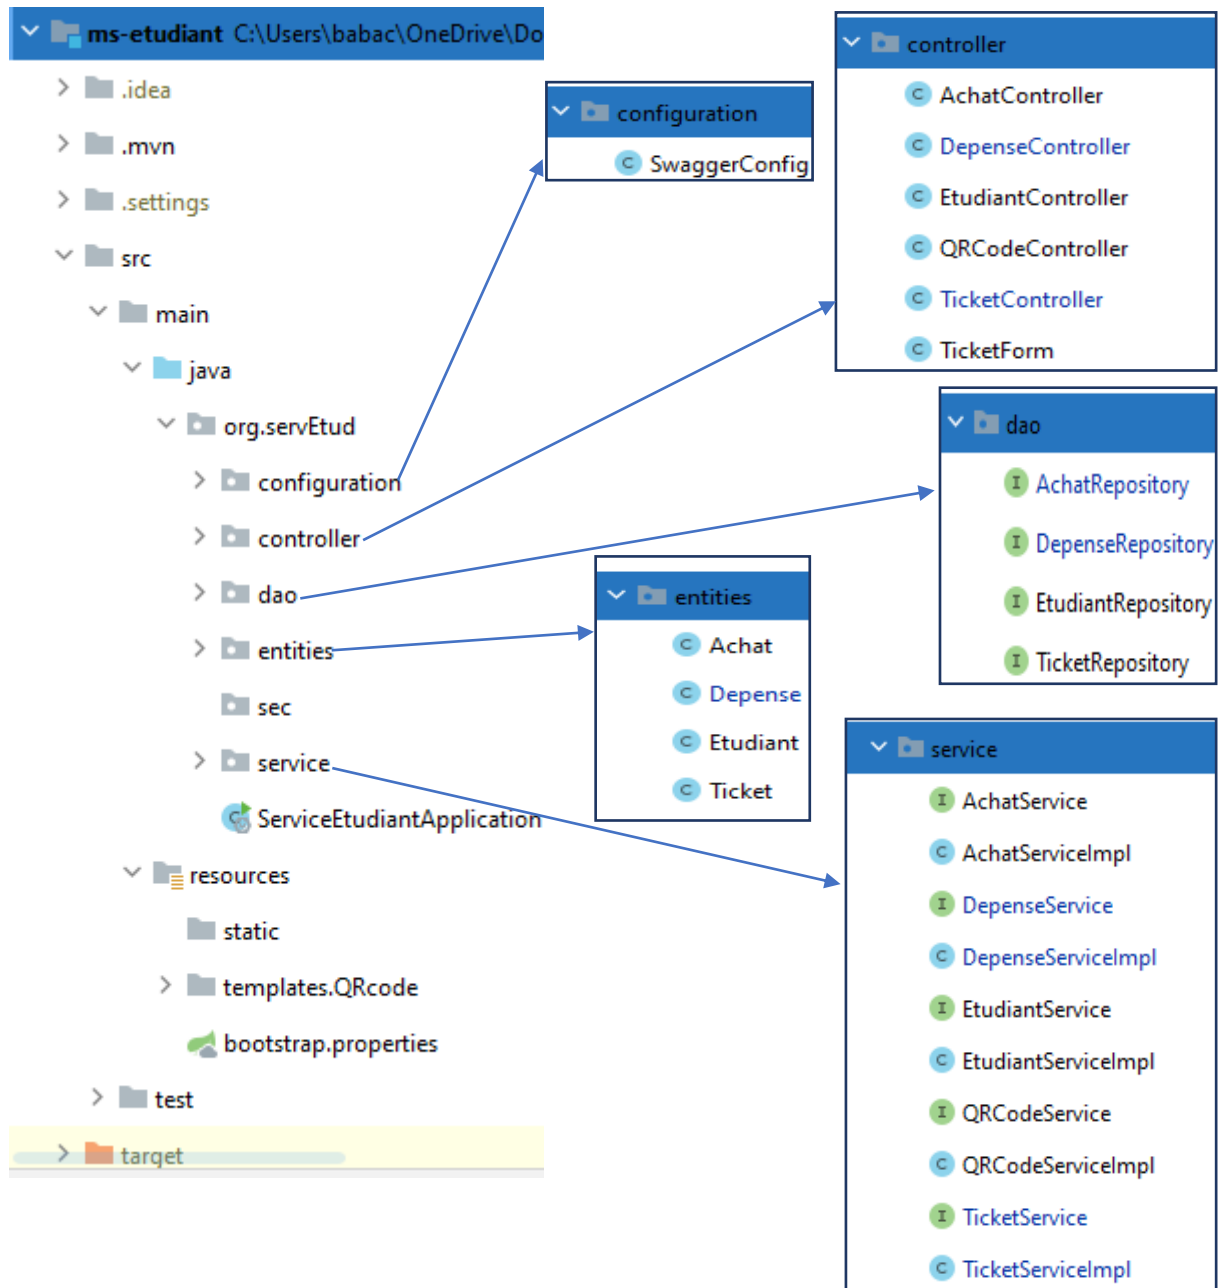 ms-etudiant C:\Users\babac\OneDrive\Do
.idea
.mvn
.settings
src
main
java
org.servEtud
configuration
controller
dao
entities
sec
service
ServiceEtudiantApplication
resources
static
templates.QRcode
bootstrap.properties
test
target
configuration
SwaggerConfig
controller
AchatController
DepenseController
EtudiantController
QRCodeController
TicketController
TicketForm
dao
AchatRepository
DepenseRepository
EtudiantRepository
TicketRepository
entities
Achat
Depense
Etudiant
Ticket
service
AchatService
AchatServiceImpl
DepenseService
DepenseServiceImpl
EtudiantService
EtudiantServiceImpl
QRCodeService
QRCodeServiceImpl
TicketService
TicketServiceImpl